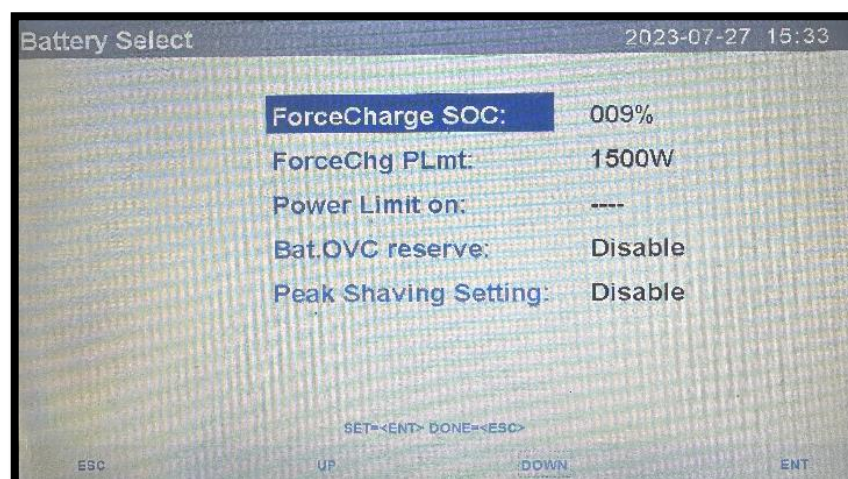 Battery Select 2023-07-27 15:33
ForceCharge SOC: 009%
ForceChg PLmt: 1500W
Power Limit on: ----
Bat.OVC reserve: Disable
Peak Shaving Setting: Disable
SET=<ENT> DONE=<ESC>
ESC UP DOWN ENT